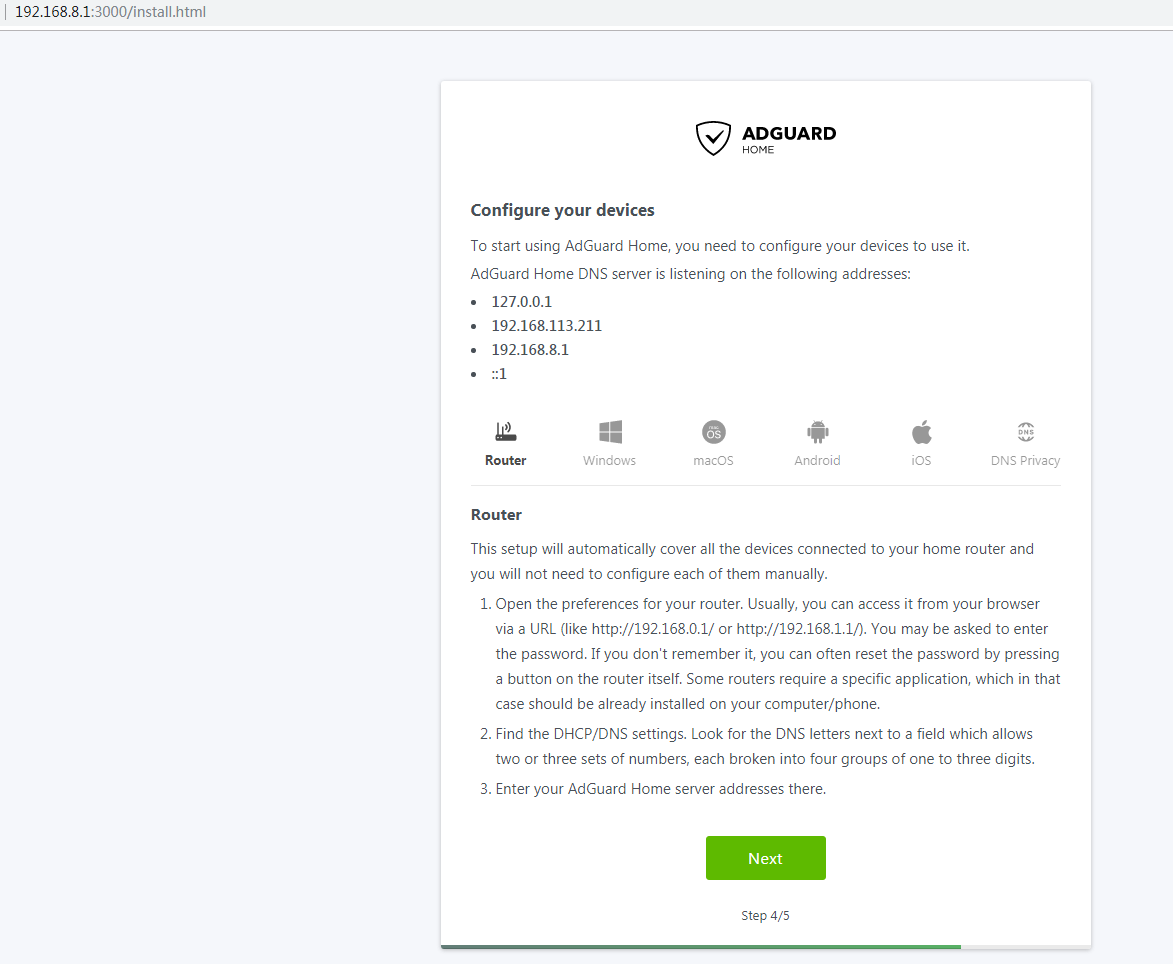 192.168.8.1:3000/install.html
ADGUARD
HOME
Configure your devices
To start using AdGuard Home, you need to configure your devices to use it.
AdGuard Home DNS server is listening on the following addresses:
• 127.0.0.1
• 192.168.113.211
• 192.168.8.1
• ::1
mac OS DNS
Router Windows macOS Android iOS DNS Privacy
Router
This setup will automatically cover all the devices connected to your home router and
you will not need to configure each of them manually.
1. Open the preferences for your router. Usually, you can access it from your browser
via a URL (like http://192.168.0.1/ or http://192.168.1.1/). You may be asked to enter
the password. If you don't remember it, you can often reset the password by pressing
a button on the router itself. Some routers require a specific application, which in that
case should be already installed on your computer/phone.
2. Find the DHCP/DNS settings. Look for the DNS letters next to a field which allows
two or three sets of numbers, each broken into four groups of one to three digits.
3. Enter your AdGuard Home server addresses there.
Next
Step 4/5